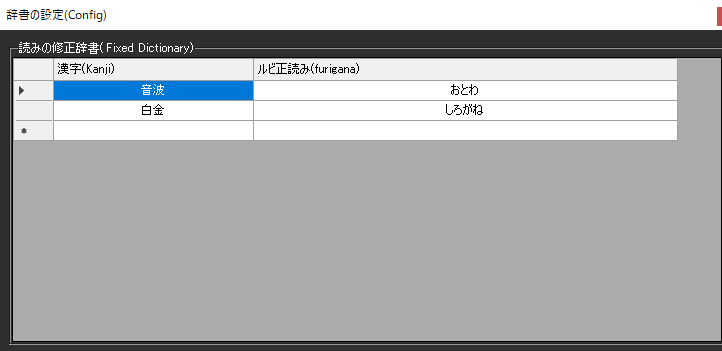 辞書の設定(Config)
読みの修正辞書( Fixed Dictionary)
漢字(Kanji) ルビ正読み(furigana)
音波 おとわ
白金 しろがね